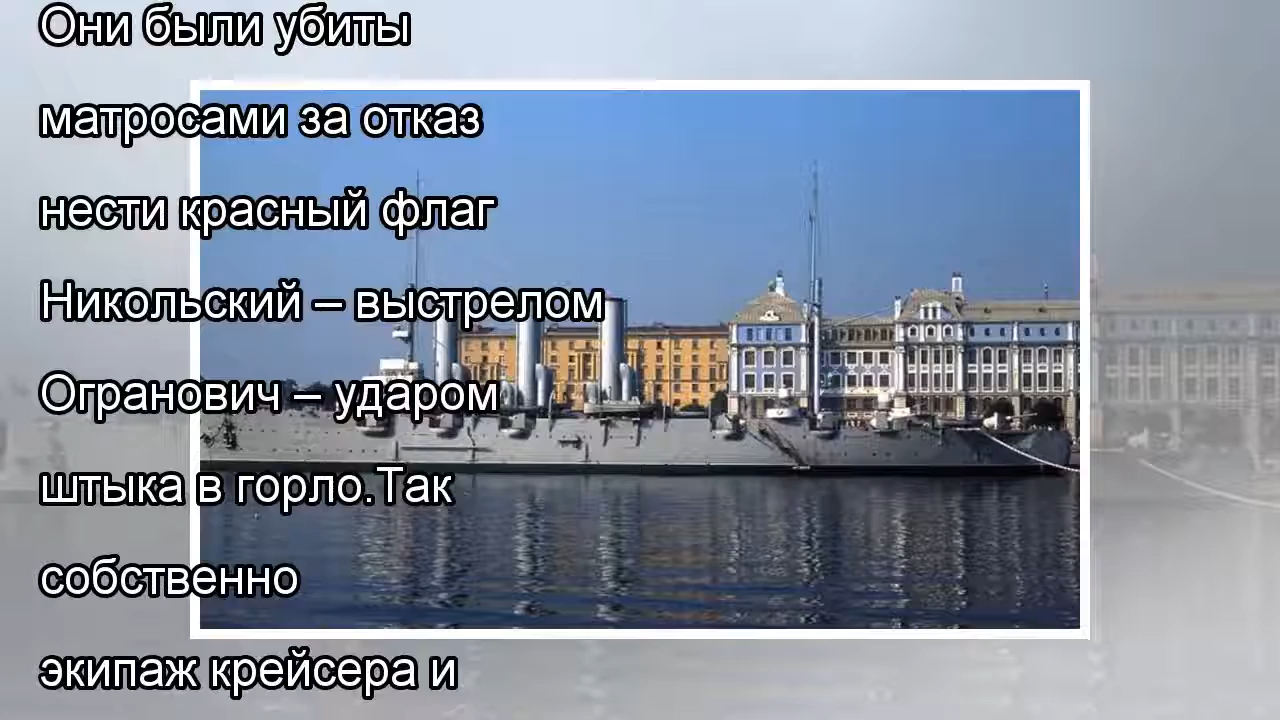 Они были убиты
матросами за отказ
нести красный флаг
Никольский – выстрелом
Огранович – ударом
штыка в горло.Так
собственно
экипаж крейсера и